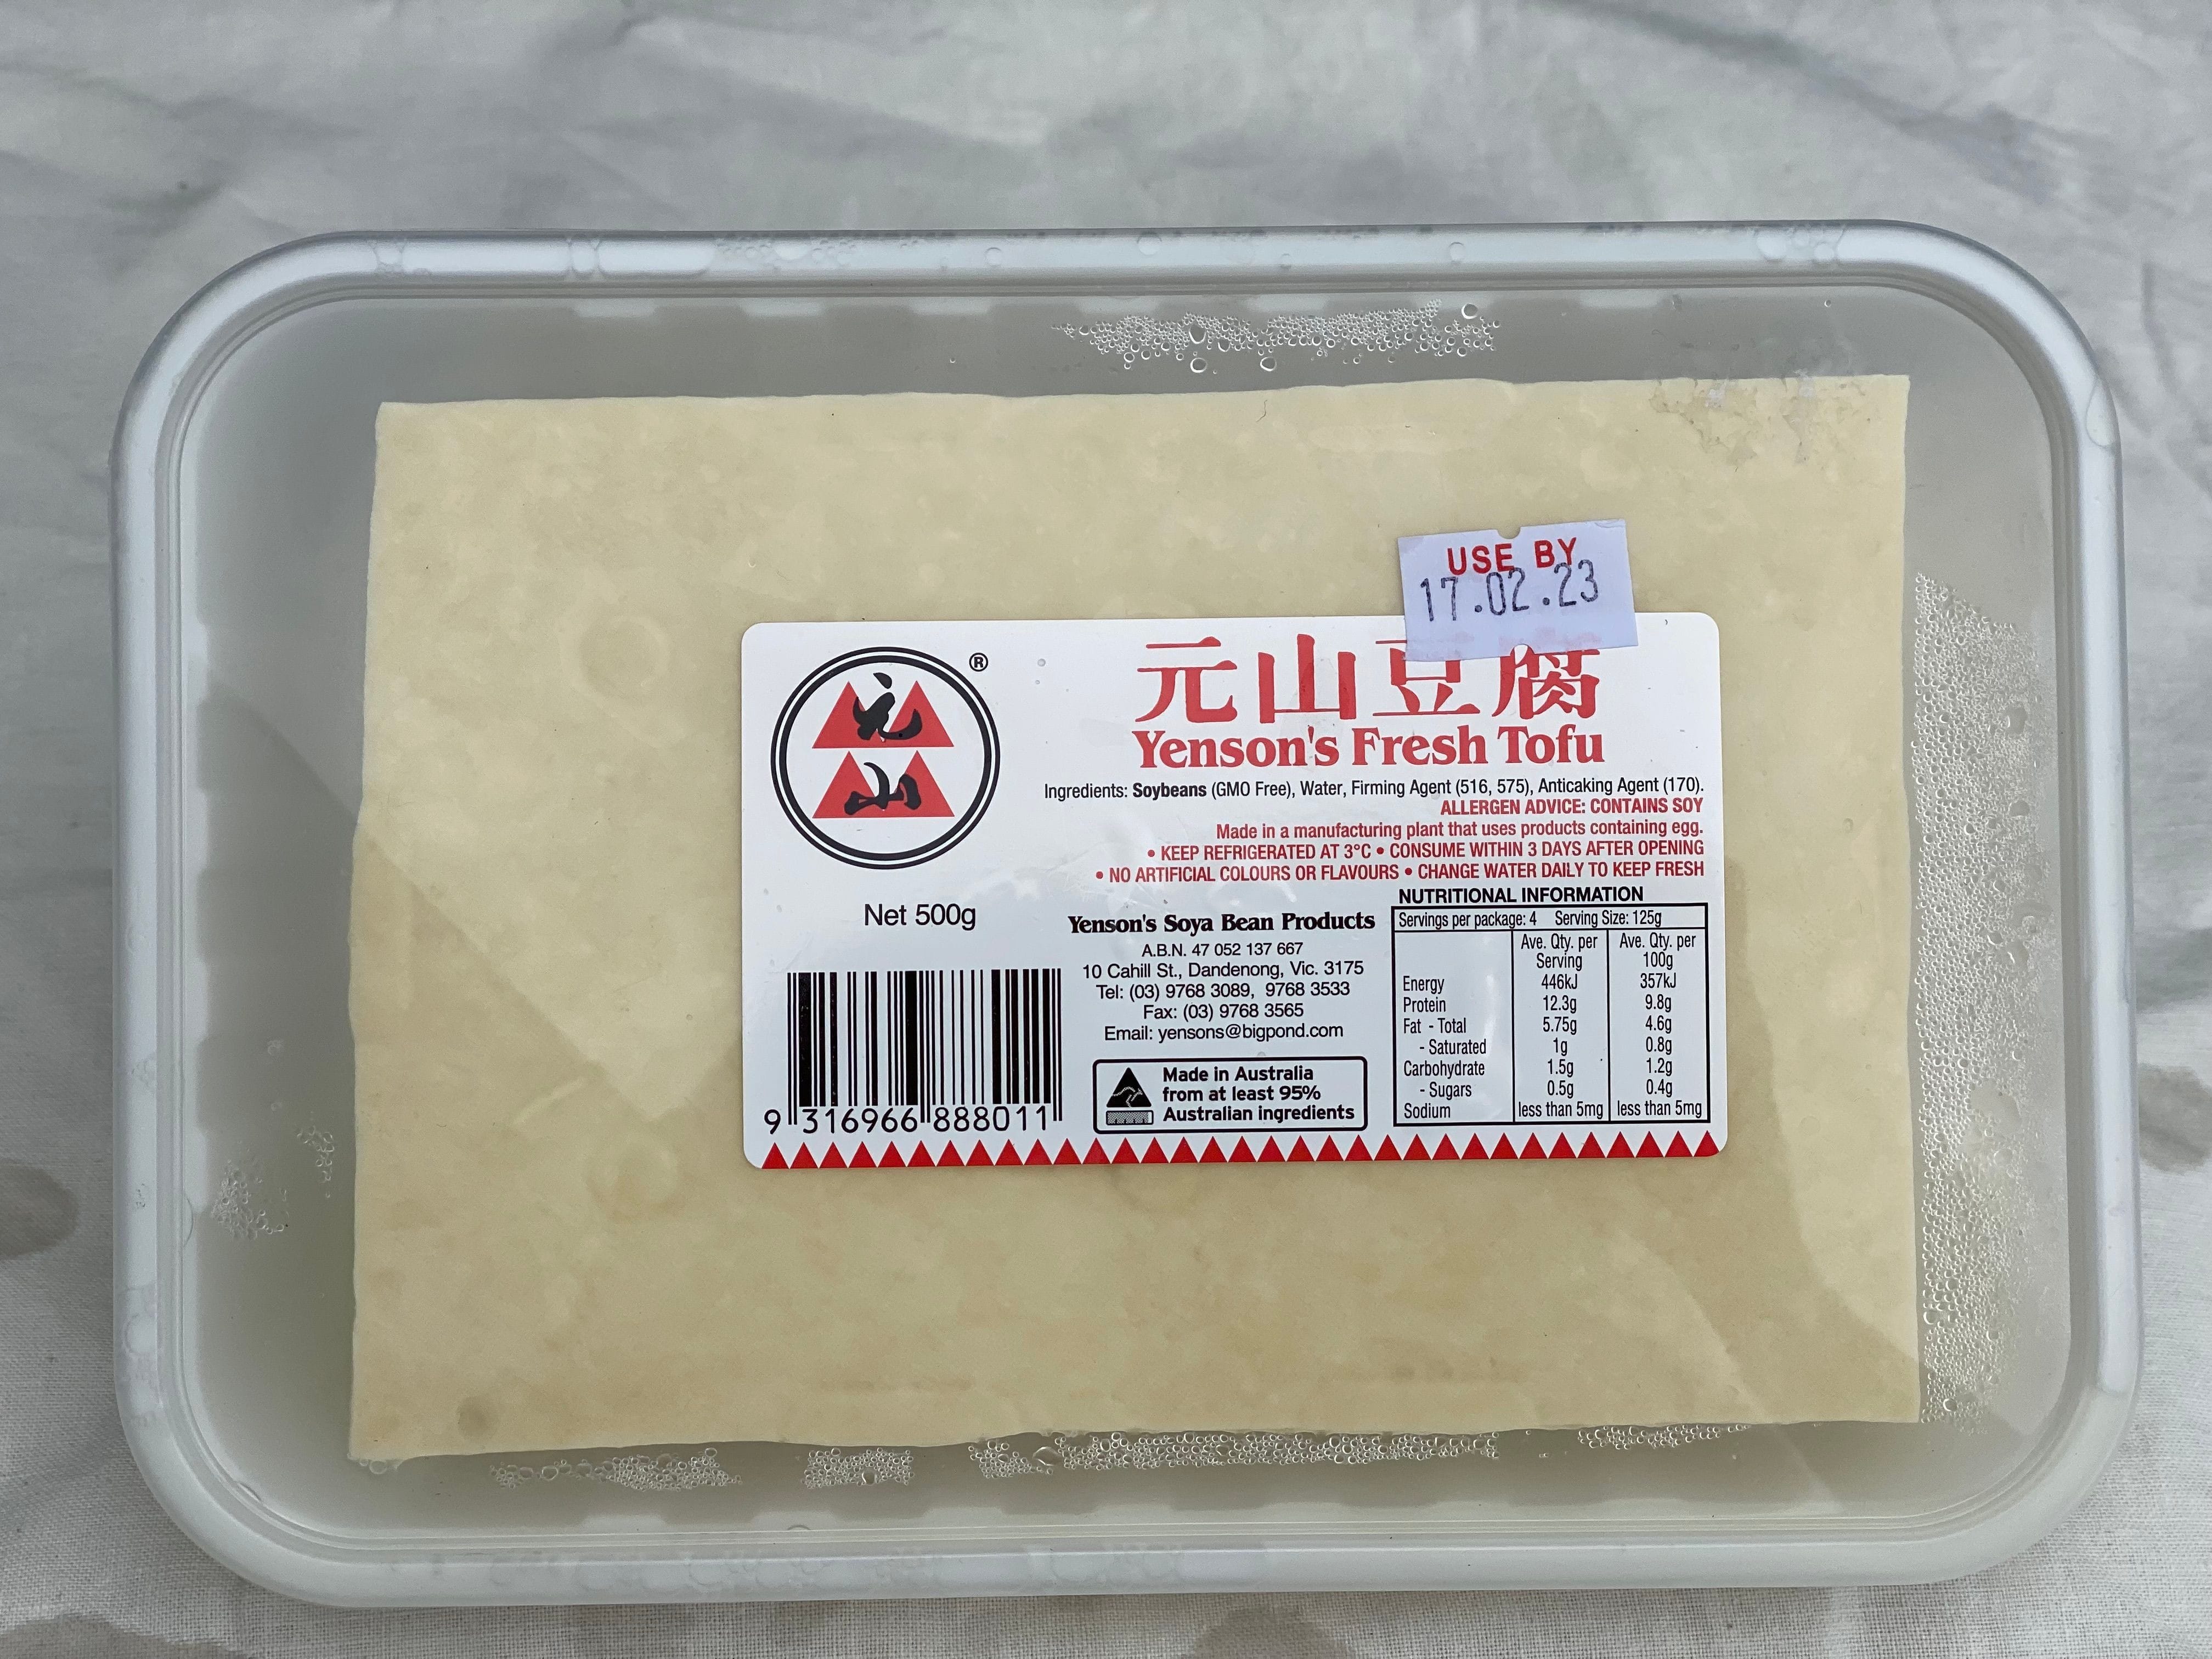 USE BY
17.02.23
元山豆腐
Yenson's Fresh Tofu
®
元
山
Ingredients: Soybeans (GMO Free), Water, Firming Agent (516, 575), Anticaking Agent (170).
ALLERGEN ADVICE: CONTAINS SOY
Made in a manufacturing plant that uses products containing egg.
• KEEP REFRIGERATED AT 3°C • CONSUME WITHIN 3 DAYS AFTER OPENING
• NO ARTIFICIAL COLOURS OR FLAVOURS • CHANGE WATER DAILY TO KEEP FRESH
Net 500g
9 316966 888011
Yenson's Soya Bean Products
A.B.N. 47 052 137 667
10 Cahill St., Dandenong, Vic. 3175
Tel: (03) 9768 3089, 9768 3533
Fax: (03) 9768 3565
Email: yensons@bigpond.com
Made in Australia
from at least 95%
Australian ingredients
NUTRITIONAL INFORMATION
Servings per package: 4 Serving Size: 125g
Ave. Qty. per Serving Ave. Qty. per 100g
Energy 446kJ 357kJ
Protein 12.3g 9.8g
Fat - Total 5.75g 4.6g
- Saturated 1g 0.8g
Carbohydrate 1.5g 1.2g
- Sugars 0.5g 0.4g
Sodium less than 5mg less than 5mg